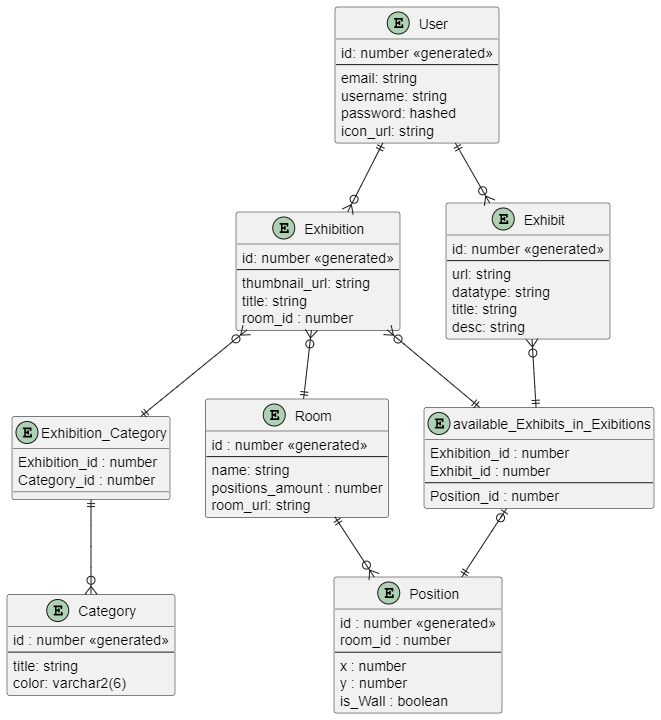 E User
id: number «generated»
email: string
username: string
password: hashed
icon_url: string
E Exhibition
id: number «generated»
thumbnail_url: string
title: string
room_id : number
E Exhibit
id: number «generated»
url: string
datatype: string
title: string
desc: string
E Exhibition_Category
Exhibition_id : number
Category_id : number
E Room
id : number «generated»
name: string
positions_amount : number
room_url: string
E available_Exhibits_in_Exibitions
Exhibition_id : number
Exhibit_id : number
Position_id : number
E Category
id : number «generated»
title: string
color: varchar2(6)
E Position
id : number «generated»
room_id : number
x : number
y : number
is_Wall : boolean